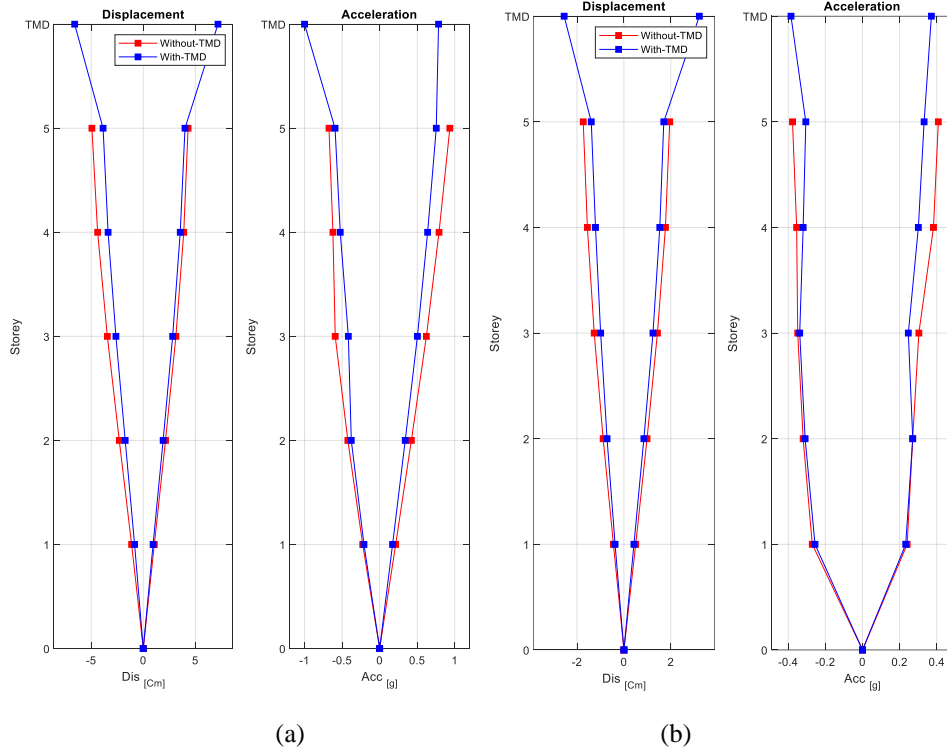 Displacement
TMD
5
4
3
2
1
0
Storey
-5 0 5
Dis [Cm]
Without-TMD
With-TMD
Acceleration
5
4
3
2
1
0
Storey
-1 -0.5 0 0.5 1
Acc [g]
(a)
Displacement
TMD
5
4
3
2
1
0
Storey
-2 0 2
Dis [Cm]
Without-TMD
With-TMD
Acceleration
TMD
5
4
3
2
1
0
Storey
-0.4 -0.2 0 0.2 0.4
Acc [g]
(b)